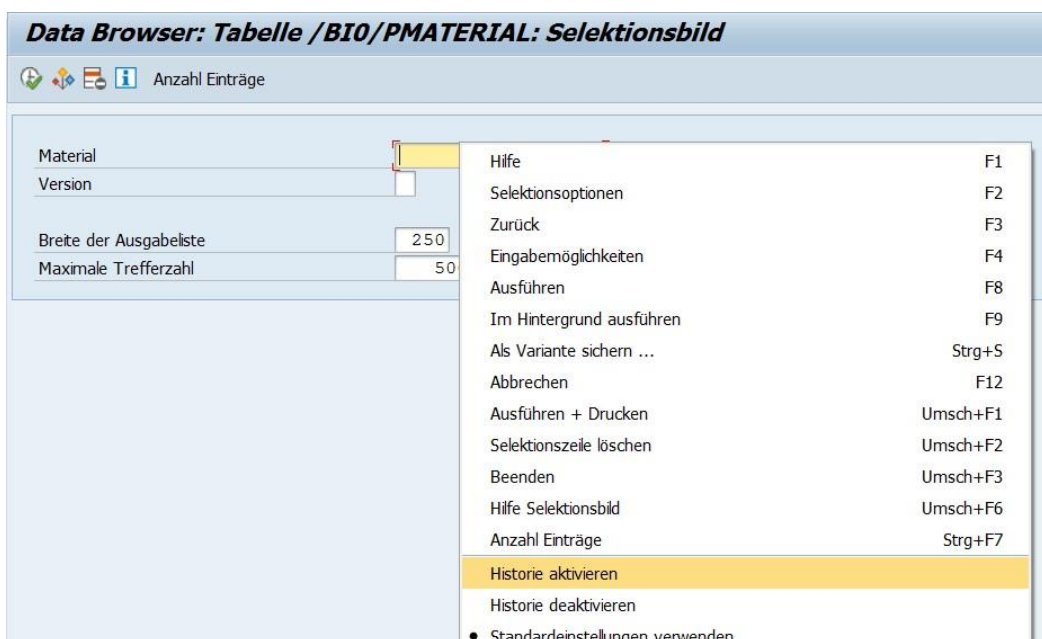 Data Browser: Tabelle /BI0/PMATERIAL: Selektionsbild
Anzahl Einträge
Material
Version
Breite der Ausgabeliste 250
Maximale Trefferzahl 50
Hilfe F1
Selektionsoptionen F2
Zurück F3
Eingabemöglichkeiten F4
Ausführen F8
Im Hintergrund ausführen F9
Als Variante sichern ... Strg+S
Abbrechen F12
Ausführen + Drucken Umsch+F1
Selektionszeile löschen Umsch+F2
Beenden Umsch+F3
Hilfe Selektionsbild Umsch+F6
Anzahl Einträge Strg+F7
Historie aktivieren
Historie deaktivieren
• Standardeinstellungen verwenden